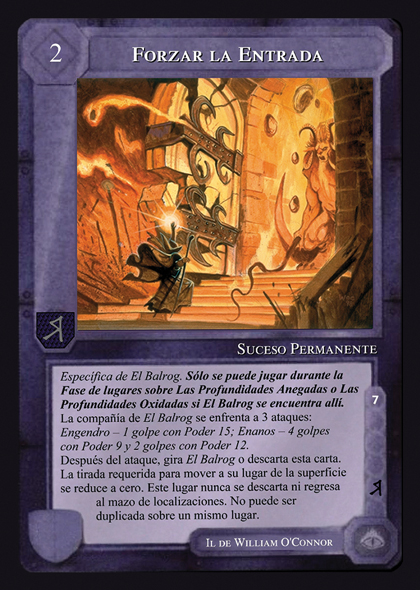 2
Forzar la Entrada
Suceso Permanente
Específica de El Balrog. Sólo se puede jugar durante la
Fase de lugares sobre Las Profundidades Anegadas o Las
Profundidades Oxidadas si El Balrog se encuentra allí.
La compañía de El Balrog se enfrenta a 3 ataques:
Engendro – 1 golpe con Poder 15; Enanos – 4 golpes
con Poder 9 y 2 golpes con Poder 12.
Después del ataque, gira El Balrog o descarta esta carta.
La tirada requerida para mover a su lugar de la superficie
se reduce a cero. Este lugar nunca se descarta ni regresa
al mazo de localizaciones. No puede ser
duplicada sobre un mismo lugar.
7
Il de William O'Connor